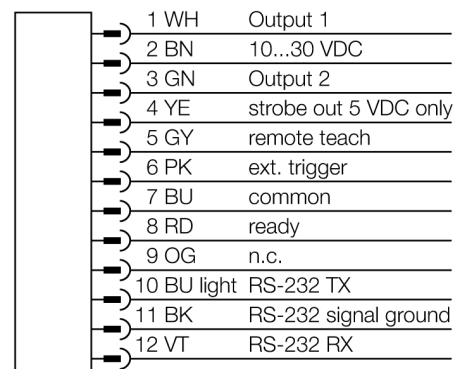 1 WH Output 1
2 BN 10...30 VDC
3 GN Output 2
4 YE strobe out 5 VDC only
5 GY remote teach
6 PK ext. trigger
7 BU common
8 RD ready
9 OG n.c.
10 BU light RS-232 TX
11 BK RS-232 signal ground
12 VT RS-232 RX